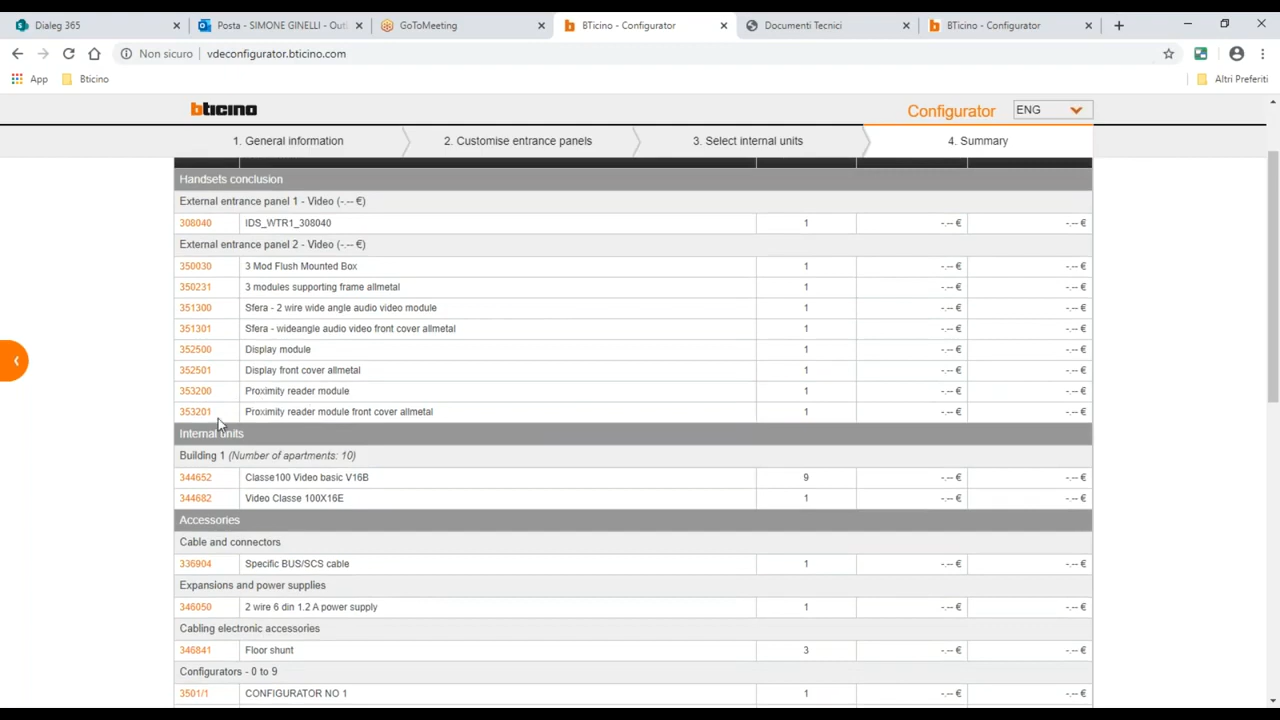 Dialeg 365
Posta - SIMONE GINELLI - Out
GoToMeeting
BTicino - Configurator
Documenti Tecnici
BTicino - Configurator
Non sicuro
vdeconfigurator.bticino.com
App
Bticino
Altri Preferiti
bticino
Configurator
ENG
1. General information
2. Customise entrance panels
3. Select internal units
4. Summary
Handsets conclusion
External entrance panel 1 - Video (-.-- €)
308040 IDS_WTR1_308040 1 -.-- € -.-- €
External entrance panel 2 - Video (-.-- €)
350030 3 Mod Flush Mounted Box 1 -.-- € -.-- €
350231 3 modules supporting frame allmetal 1 -.-- € -.-- €
351300 Sfera - 2 wire wide angle audio video module 1 -.-- € -.-- €
351301 Sfera - wideangle audio video front cover allmetal 1 -.-- € -.-- €
352500 Display module 1 -.-- € -.-- €
352501 Display front cover allmetal 1 -.-- € -.-- €
353200 Proximity reader module 1 -.-- € -.-- €
353201 Proximity reader module front cover allmetal 1 -.-- € -.-- €
Internal units
Building 1 (Number of apartments: 10)
344652 Classe100 Video basic V16B 9 -.-- € -.-- €
344682 Video Classe 100X16E 1 -.-- € -.-- €
Accessories
Cable and connectors
336904 Specific BUS/SCS cable 1 -.-- € -.-- €
Expansions and power supplies
346050 2 wire 6 din 1.2 A power supply 1 -.-- € -.-- €
Cabling electronic accessories
346841 Floor shunt 3 -.-- € -.-- €
Configurators - 0 to 9
3501/1 CONFIGURATOR NO 1 1 -.-- € -.-- €